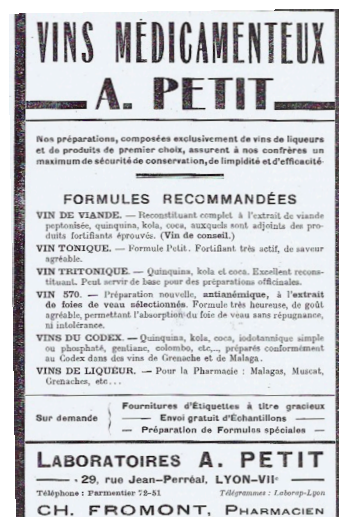 VINS MÉDICAMENTEUX
A. PETIT
Nos préparations, composées exclusivement de vins de liqueurs
et de produits de premier choix, assurent à nos confrères un
maximum de sécurité de conservation, de limpidité et d'efficacité
FORMULES RECOMMANDÉES
VIN DE VIANDE. — Reconstituant complet à l'extrait de viande
peptonisée, quinquina, kola, coca, auxquels sont adjoints des pro-
duits fortifiants éprouvés. (Vin de conseil.)
VIN TONIQUE. — Formule Petit. Fortifiant très actif, de saveur
agréable.
VIN TRITONIQUE. — Quinquina, kola et coca. Excellent recons-
tituant. Peut servir de base pour des préparations officinales.
VIN 570. — Préparation nouvelle, antianémique, à l'extrait
de foies de veau sélectionnés. Formule très heureuse, de goût
agréable, permettant l'absorption du foie de veau sans répugnance,
ni intolérance.
VINS DU CODEX. — Quinquina, kola, coca, iodotannique simple
ou phosphaté, gentiane, colombo, etc..., préparés conformément
au Codex dans des vins de Grenache et de Malaga.
VINS DE LIQUEUR. — Pour la Pharmacie : Malagas, Muscat,
Grenaches, etc...
Sur demande
Fournitures d'Étiquettes à titre gracieux
— Envoi gratuit d'Échantillons —
— Préparation de Formules spéciales —
LABORATOIRES A. PETIT
— 29, rue Jean-Perréal, LYON-VIIe —
Téléphone : Parmentier 72-51 Télégrammes : Laborep-Lyon
CH. FROMONT, PHARMACIEN